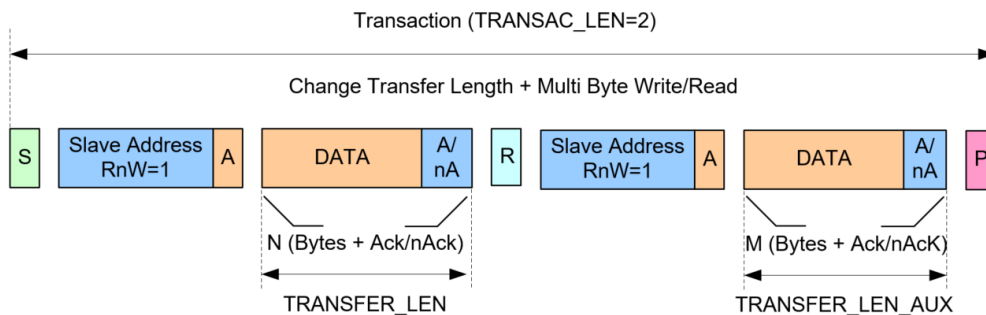 Transaction (TRANSAC_LEN=2)
Change Transfer Length + Multi Byte Write/Read
S
Slave Address
RnW=1
A
DATA
A/
nA
R
Slave Address
RnW=1
A
DATA
A/
nA
P
N (Bytes + Ack/nAck)
M (Bytes + Ack/nAcK)
TRANSFER_LEN
TRANSFER_LEN_AUX